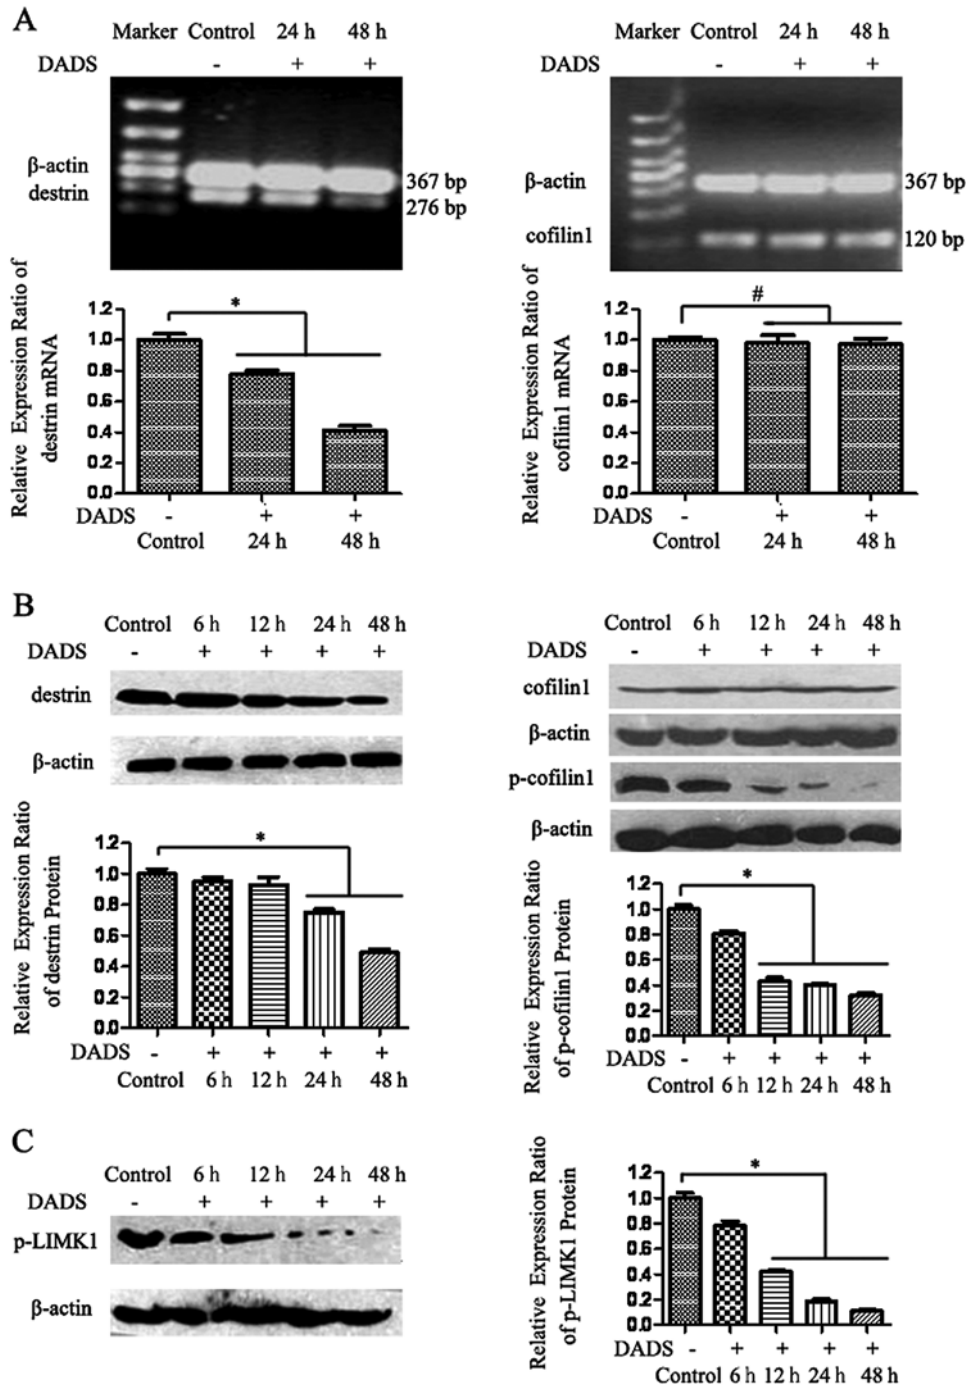 A
Marker Control 24 h 48 h
DADS - + +
β-actin
destrin
367 bp
276 bp
Relative Expression Ratio of
destrin mRNA
1.2
1.0
0.8
0.6
0.4
0.2
0.0
*
DADS - + +
Control 24 h 48 h
Marker Control 24 h 48 h
DADS - + +
β-actin 367 bp
cofilin1 120 bp
Relative Expression Ratio of
cofilin1 mRNA
1.2
1.0
0.8
0.6
0.4
0.2
0.0
#
DADS - + +
Control 24 h 48 h
B
Control 6 h 12 h 24 h 48 h
DADS - + + + +
destrin
β-actin
Relative Expression Ratio
of destrin Protein
1.2
1.0
0.8
0.6
0.4
0.2
0.0
*
DADS - + + + +
Control 6 h 12 h 24 h 48 h
Control 6 h 12 h 24 h 48 h
DADS - + + + +
cofilin1
β-actin
p-cofilin1
β-actin
Relative Expression Ratio
of p-cofilin1 Protein
1.2
1.0
0.8
0.6
0.4
0.2
0.0
*
DADS - + + + +
Control 6 h 12 h 24 h 48 h
C
Control 6 h 12 h 24 h 48 h
DADS - + + + +
p-LIMK1
β-actin
Relative Expression Ratio
of p-LIMK1 Protein
1.2
1.0
0.8
0.6
0.4
0.2
0.0
*
DADS - + + + +
Control 6 h 12 h 24 h 48 h